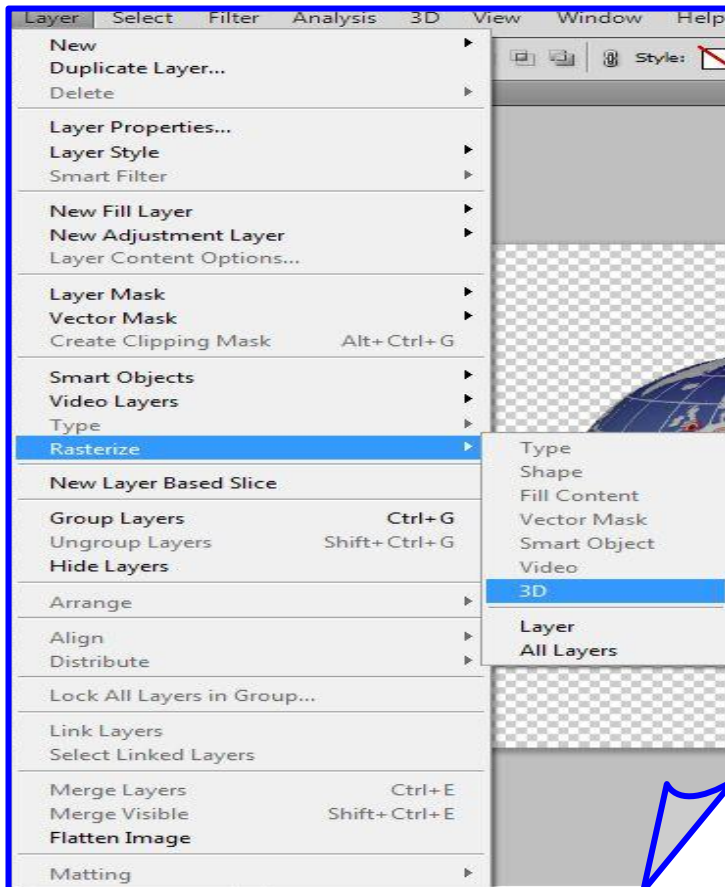 Layer Select Filter Analysis 3D View Window Help
Style:
New
Duplicate Layer...
Delete
Layer Properties...
Layer Style
Smart Filter
New Fill Layer
New Adjustment Layer
Layer Content Options...
Layer Mask
Vector Mask
Create Clipping Mask Alt+Ctrl+G
Smart Objects
Video Layers
Type
Rasterize
New Layer Based Slice
Group Layers Ctrl+G
Ungroup Layers Shift+Ctrl+G
Hide Layers
Arrange
Align
Distribute
Lock All Layers in Group...
Link Layers
Select Linked Layers
Merge Layers Ctrl+E
Merge Visible Shift+Ctrl+E
Flatten Image
Matting
Type
Shape
Fill Content
Vector Mask
Smart Object
Video
3D
Layer
All Layers